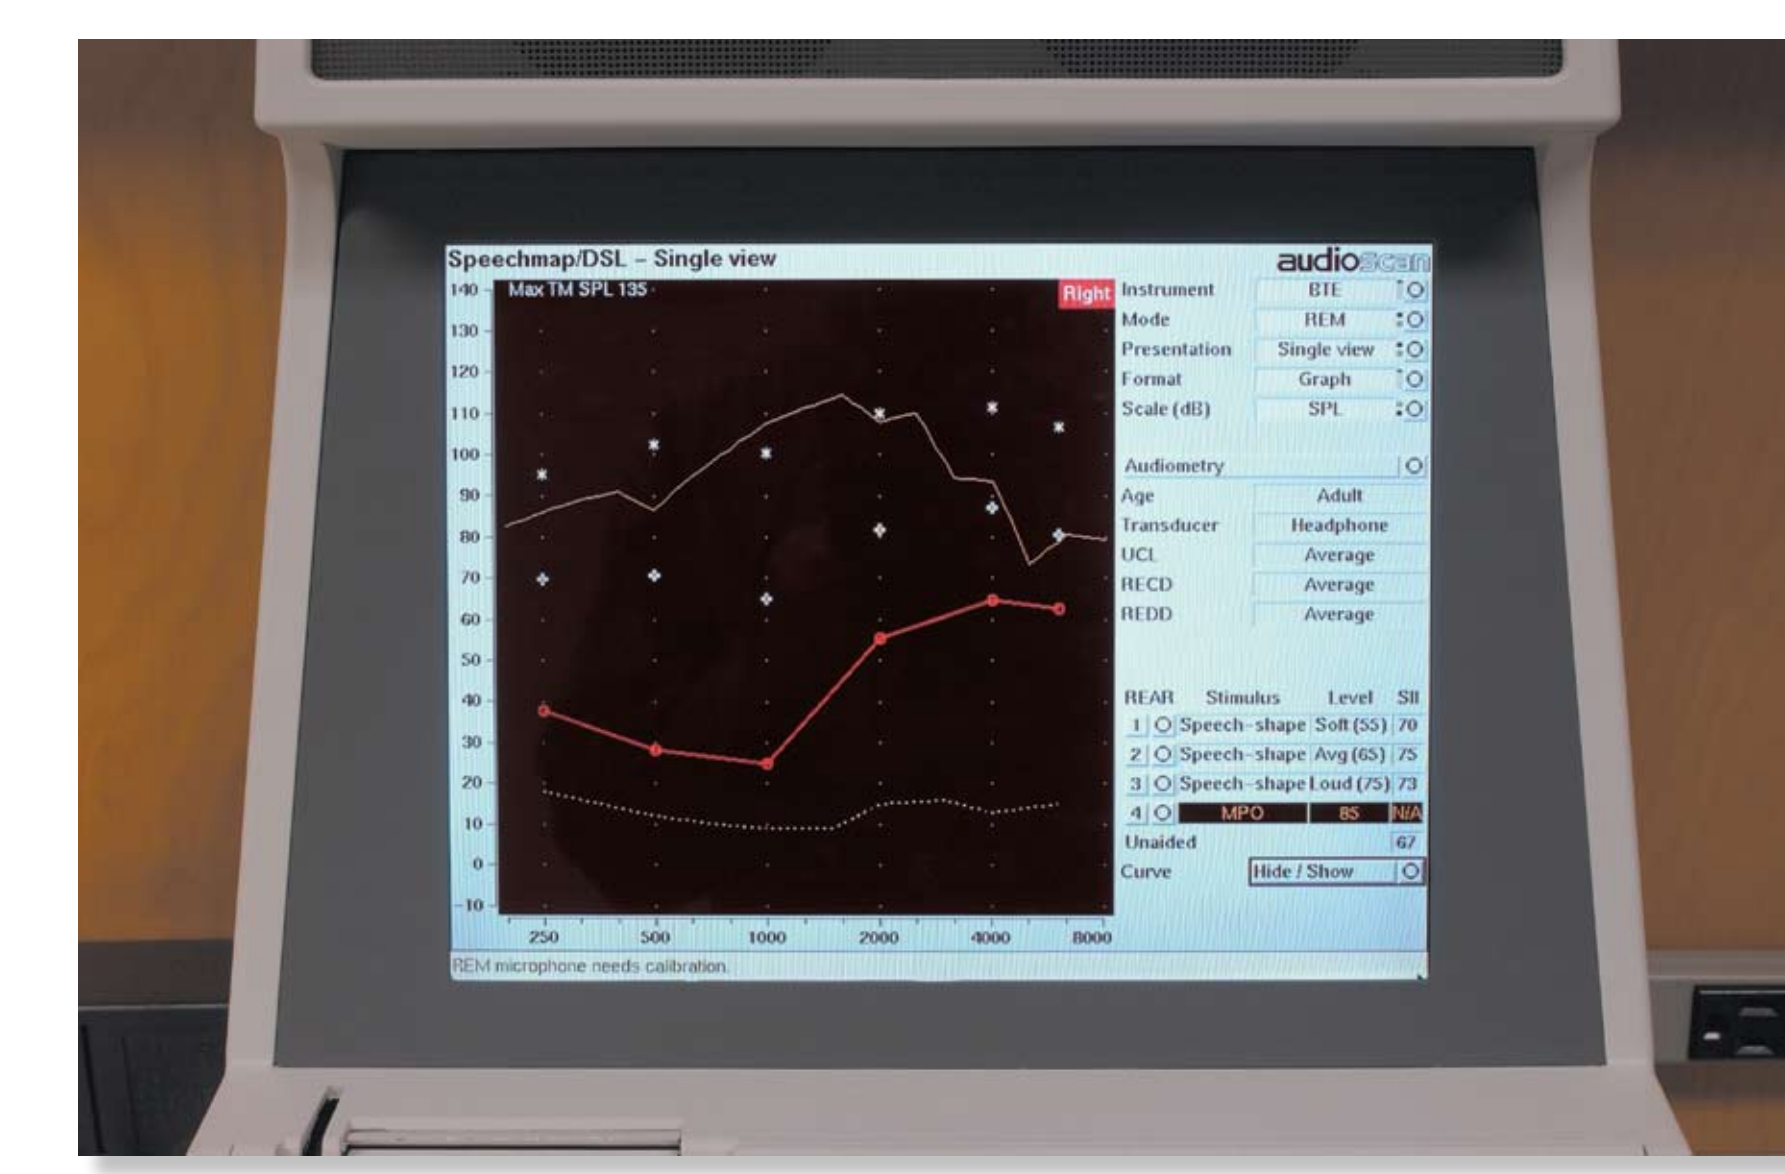 Speechmap/DSL – Single view
audioscan
Max TM SPL 135
Right
140
130
120
110
100
90
80
70
60
50
40
30
20
10
0
-10
250 500 1000 2000 4000 8000
Instrument BTE
Mode REM
Presentation Single view
Format Graph
Scale (dB) SPL
Audiometry
Age Adult
Transducer Headphone
UCL Average
RECD Average
REDD Average
REAR Stimulus Level SII
1 Speech-shape Soft (55) 70
2 Speech-shape Avg (65) 75
3 Speech-shape Loud (75) 73
4 MPO 85 N/A
Unaided 67
Curve Hide / Show
REM microphone needs calibration.